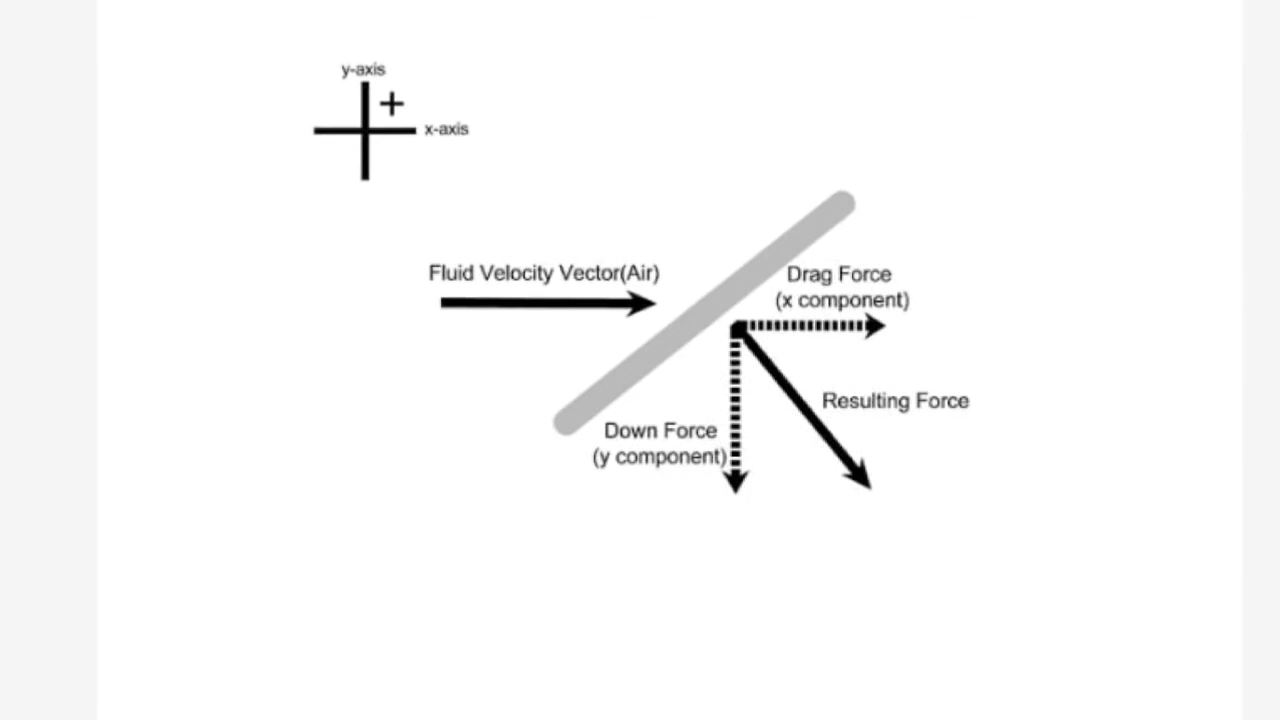 y-axis
+
x-axis
Fluid Velocity Vector(Air)
Drag Force
(x component)
Resulting Force
Down Force
(y component)